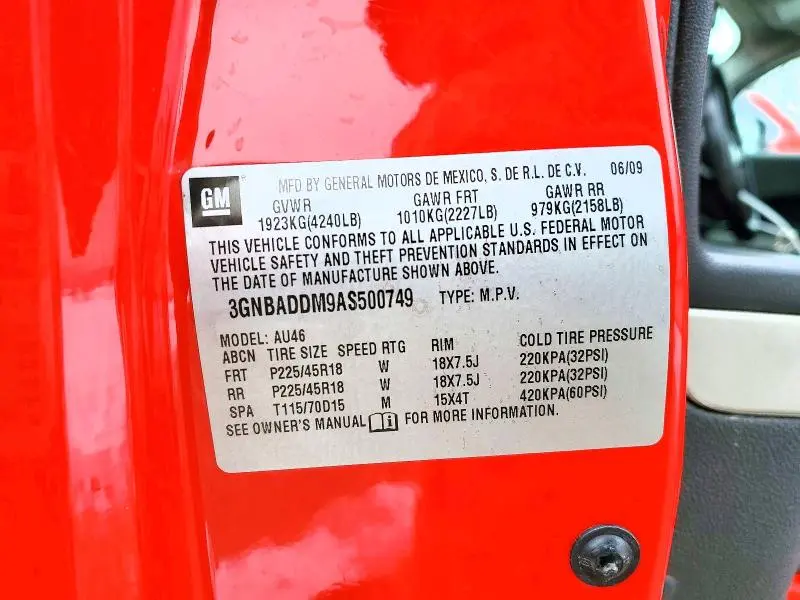 GM
MFD BY GENERAL MOTORS DE MEXICO, S. DE R.L. DE C.V. 06/09
GVWR GAWR FRT GAWR RR
1923KG(4240LB) 1010KG(2227LB) 979KG(2158LB)
THIS VEHICLE CONFORMS TO ALL APPLICABLE U.S. FEDERAL MOTOR
VEHICLE SAFETY AND THEFT PREVENTION STANDARDS IN EFFECT ON
THE DATE OF MANUFACTURE SHOWN ABOVE.
3GNBADDM9AS500749 TYPE: M.P.V.
MODEL: AU46
ABCN TIRE SIZE SPEED RTG RIM COLD TIRE PRESSURE
FRT P225/45R18 W 18X7.5J 220KPA(32PSI)
RR P225/45R18 W 18X7.5J 220KPA(32PSI)
SPA T115/70D15 M 15X4T 420KPA(60PSI)
SEE OWNER'S MANUAL FOR MORE INFORMATION.